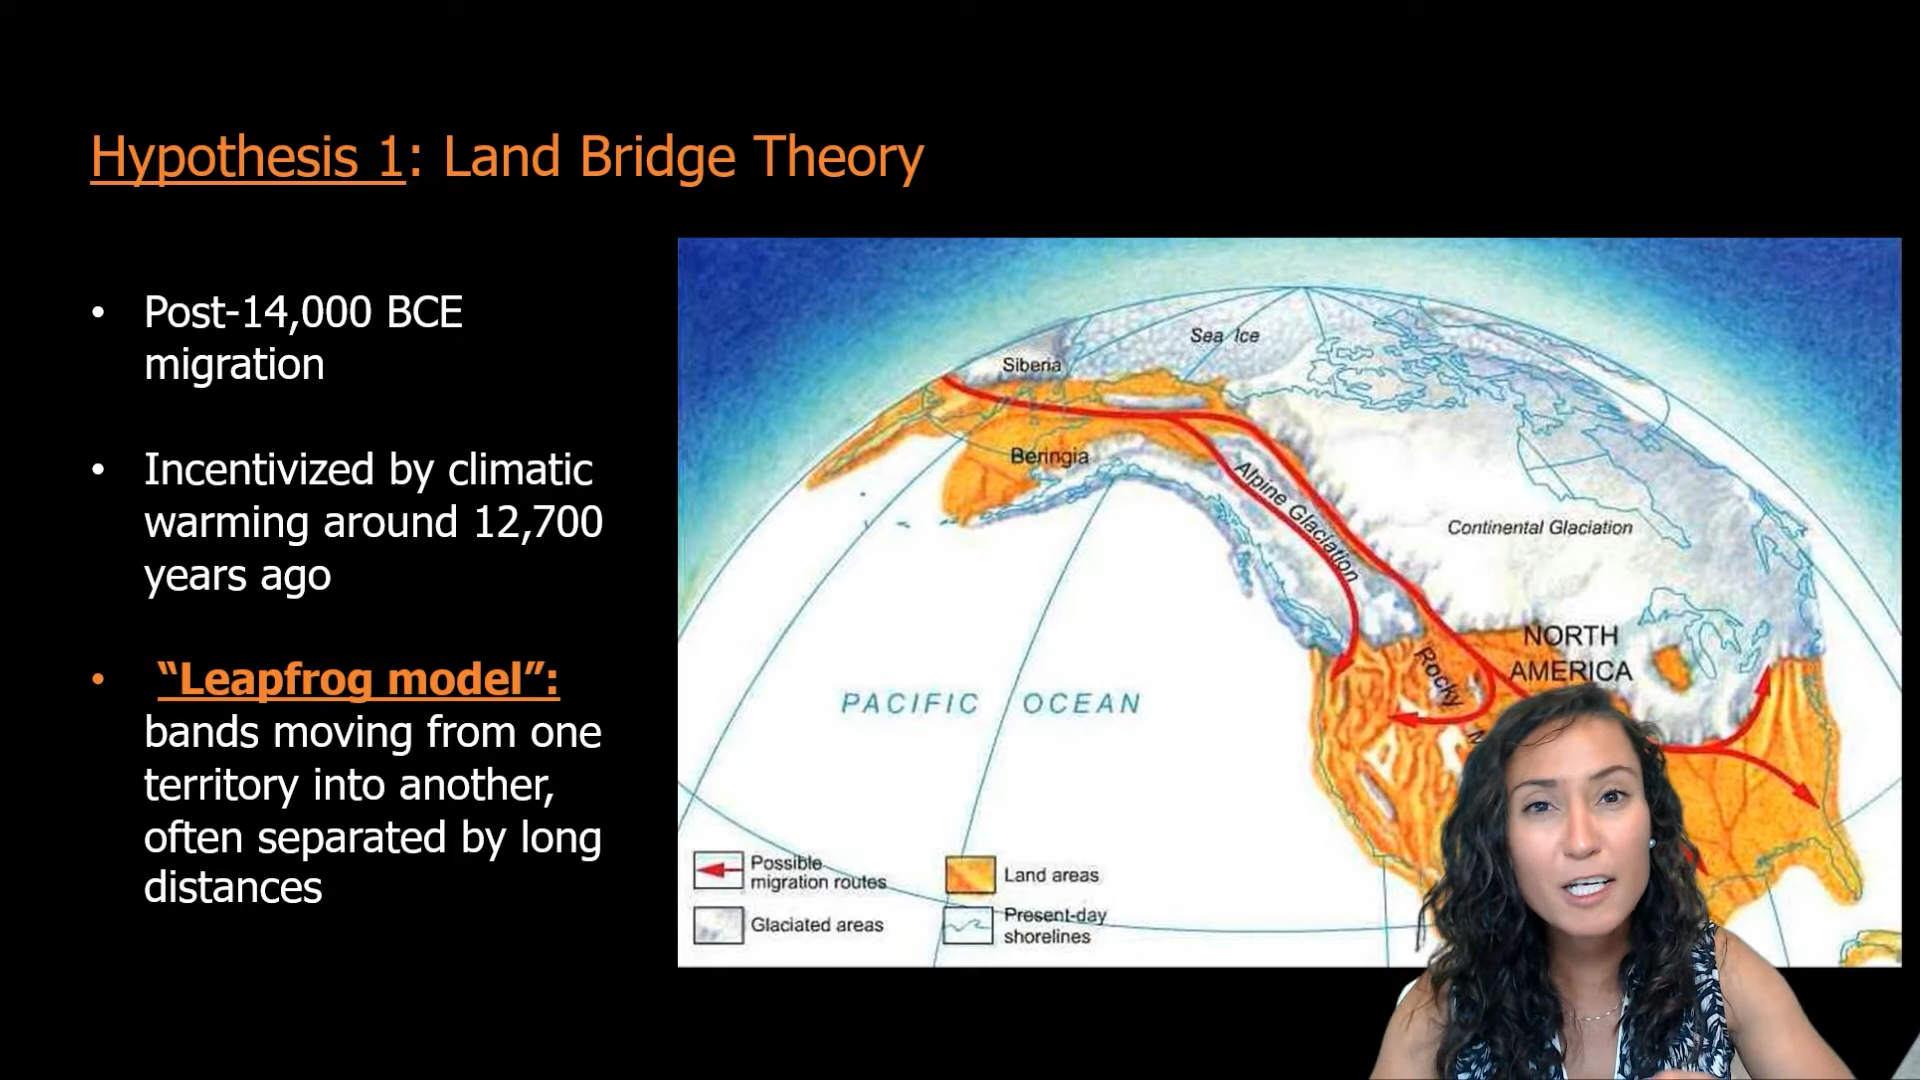 Hypothesis 1: Land Bridge Theory
• Post-14,000 BCE
migration
• Incentivized by climatic
warming around 12,700
years ago
• “Leapfrog model”:
bands moving from one
territory into another,
often separated by long
distances
Sea Ice
Siberia
Beringia
Alpine Glaciation
Continental Glaciation
NORTH
AMERICA
Rocky
PACIFIC OCEAN
Possible
migration routes
Glaciated areas
Land areas
Present-day
shorelines